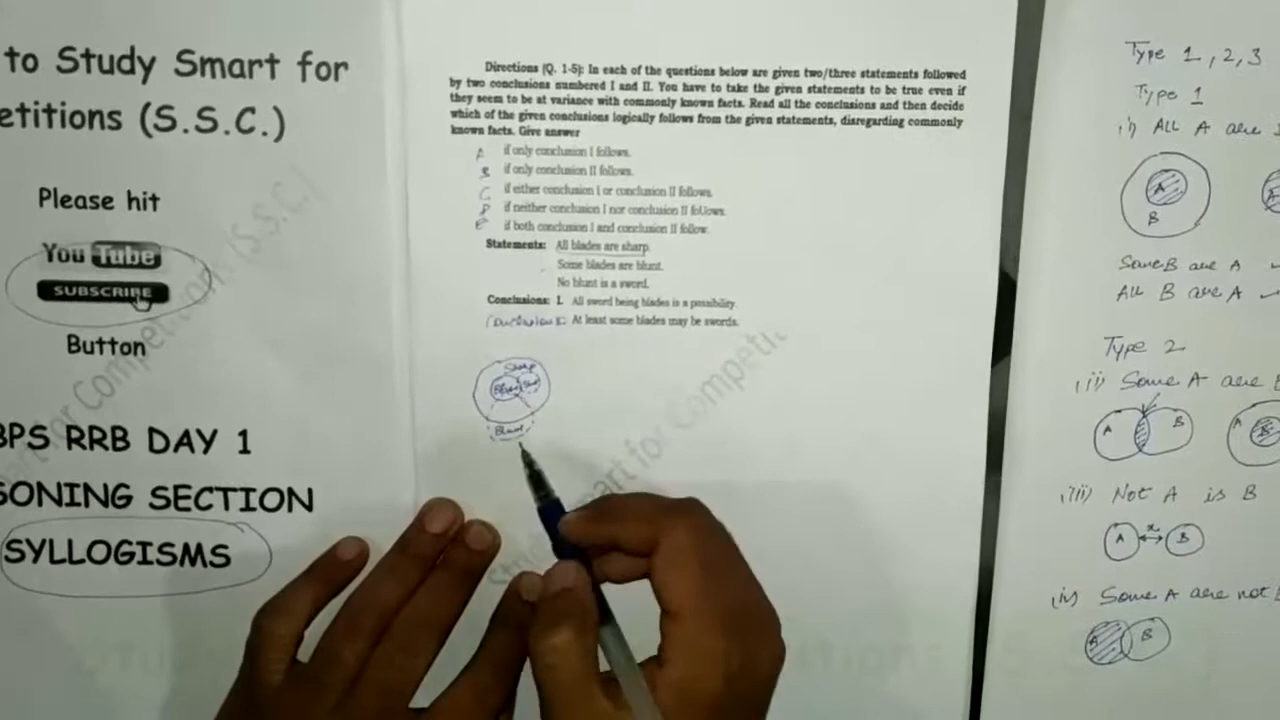 to Study Smart for
etitions (S.S.C.)
Please hit
You Tube
SUBSCRIBE
Button
BPS RRB DAY 1
SONING SECTION
SYLLOGISMS
Directions (Q. 1-5): In each of the questions below are given two/three statements followed
by two conclusions numbered I and II. You have to take the given statements to be true even if
they seem to be at variance with commonly known facts. Read all the conclusions and then decide
which of the given conclusions logically follows from the given statements, disregarding commonly
known facts. Give answer
A if only conclusion I follows.
B if only conclusion II follows.
C if either conclusion I or conclusion II follows.
D if neither conclusion I nor conclusion II foUows.
E if both conclusion I and conclusion II follow.
Statements: All blades are sharp.
Some blades are blunt.
No blunt is a sword.
Conclusions: I. All sword being blades is a possibility.
At least some blades may be swords.
Sharp
Blunt
Type 1, 2, 3
Type 1
(i) ALL A are
A
B
Some B are A
ALL B are A
Type 2
(ii) Some A are B
A B
A B
(iii) Not A is B
A x B
(iv) Some A are not B
A B